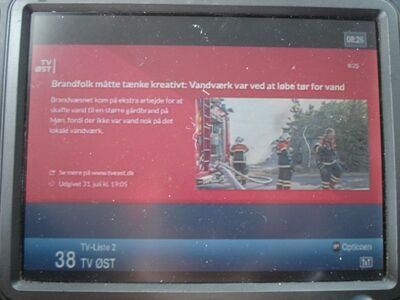 08:26
TV
ØST
8/25
Brandfolk måtte tænke kreativt: Vandværk var ved at løbe tør for vand
Brandvæsnet kom på ekstra arbejde for at
skaffe vand til en større gårdbrand på
Møn, fordi der ikke var vand nok på det
lokale vandværk.
Se mere på www.tveast.dk
Udgivet 31. juli kl. 19:05
TV-Liste 2
38 TV ØST
Optionen